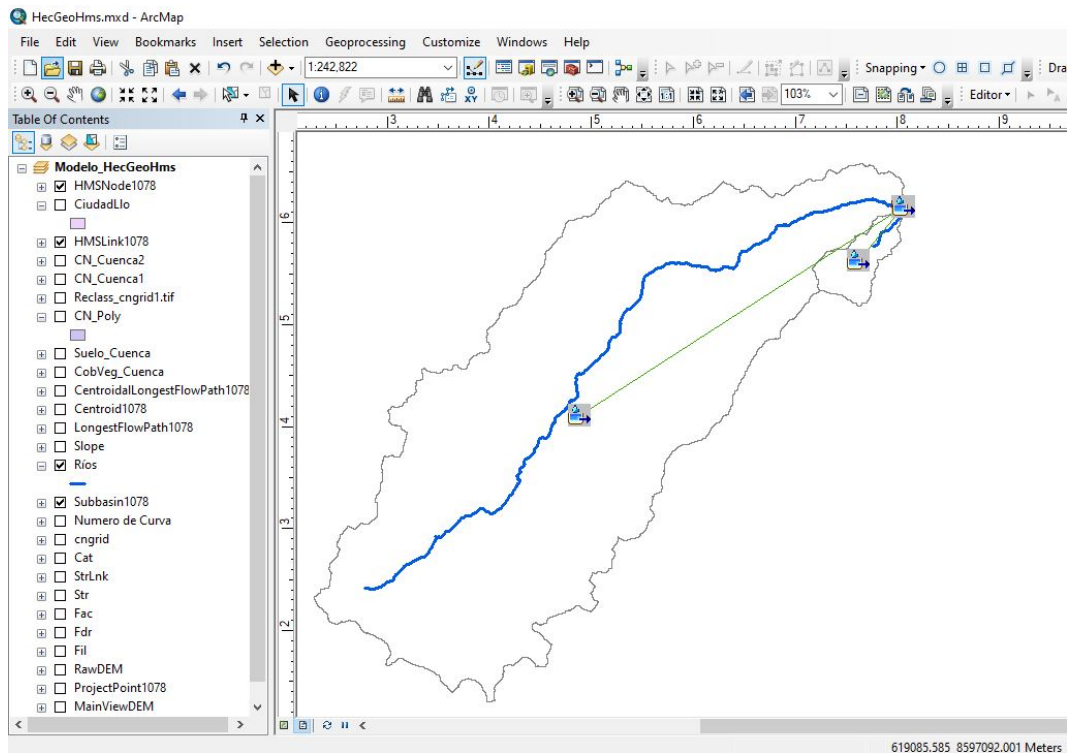 HecGeoHms.mxd - ArcMap
File Edit View Bookmarks Insert Selection Geoprocessing Customize Windows Help
1:242,822 Snapping Dra
103% Editor
Table Of Contents
3 4 5 6 7 8 9
Modelo_HecGeoHms
HMSNode1078
CiudadLlo
HMSLink1078
CN_Cuenca2
CN_Cuenca1
Reclass_cngrid1.tif
CN_Poly
Suelo_Cuenca
CobVeg_Cuenca
CentroidalLongestFlowPath1078
Centroid1078
LongestFlowPath1078
Slope
Ríos
Subbasin1078
Numero de Curva
cngrid
Cat
StrLnk
Str
Fac
Fdr
Fil
RawDEM
ProjectPoint1078
MainViewDEM
6
5
4
3
2
619085.585 8597092.001 Meters